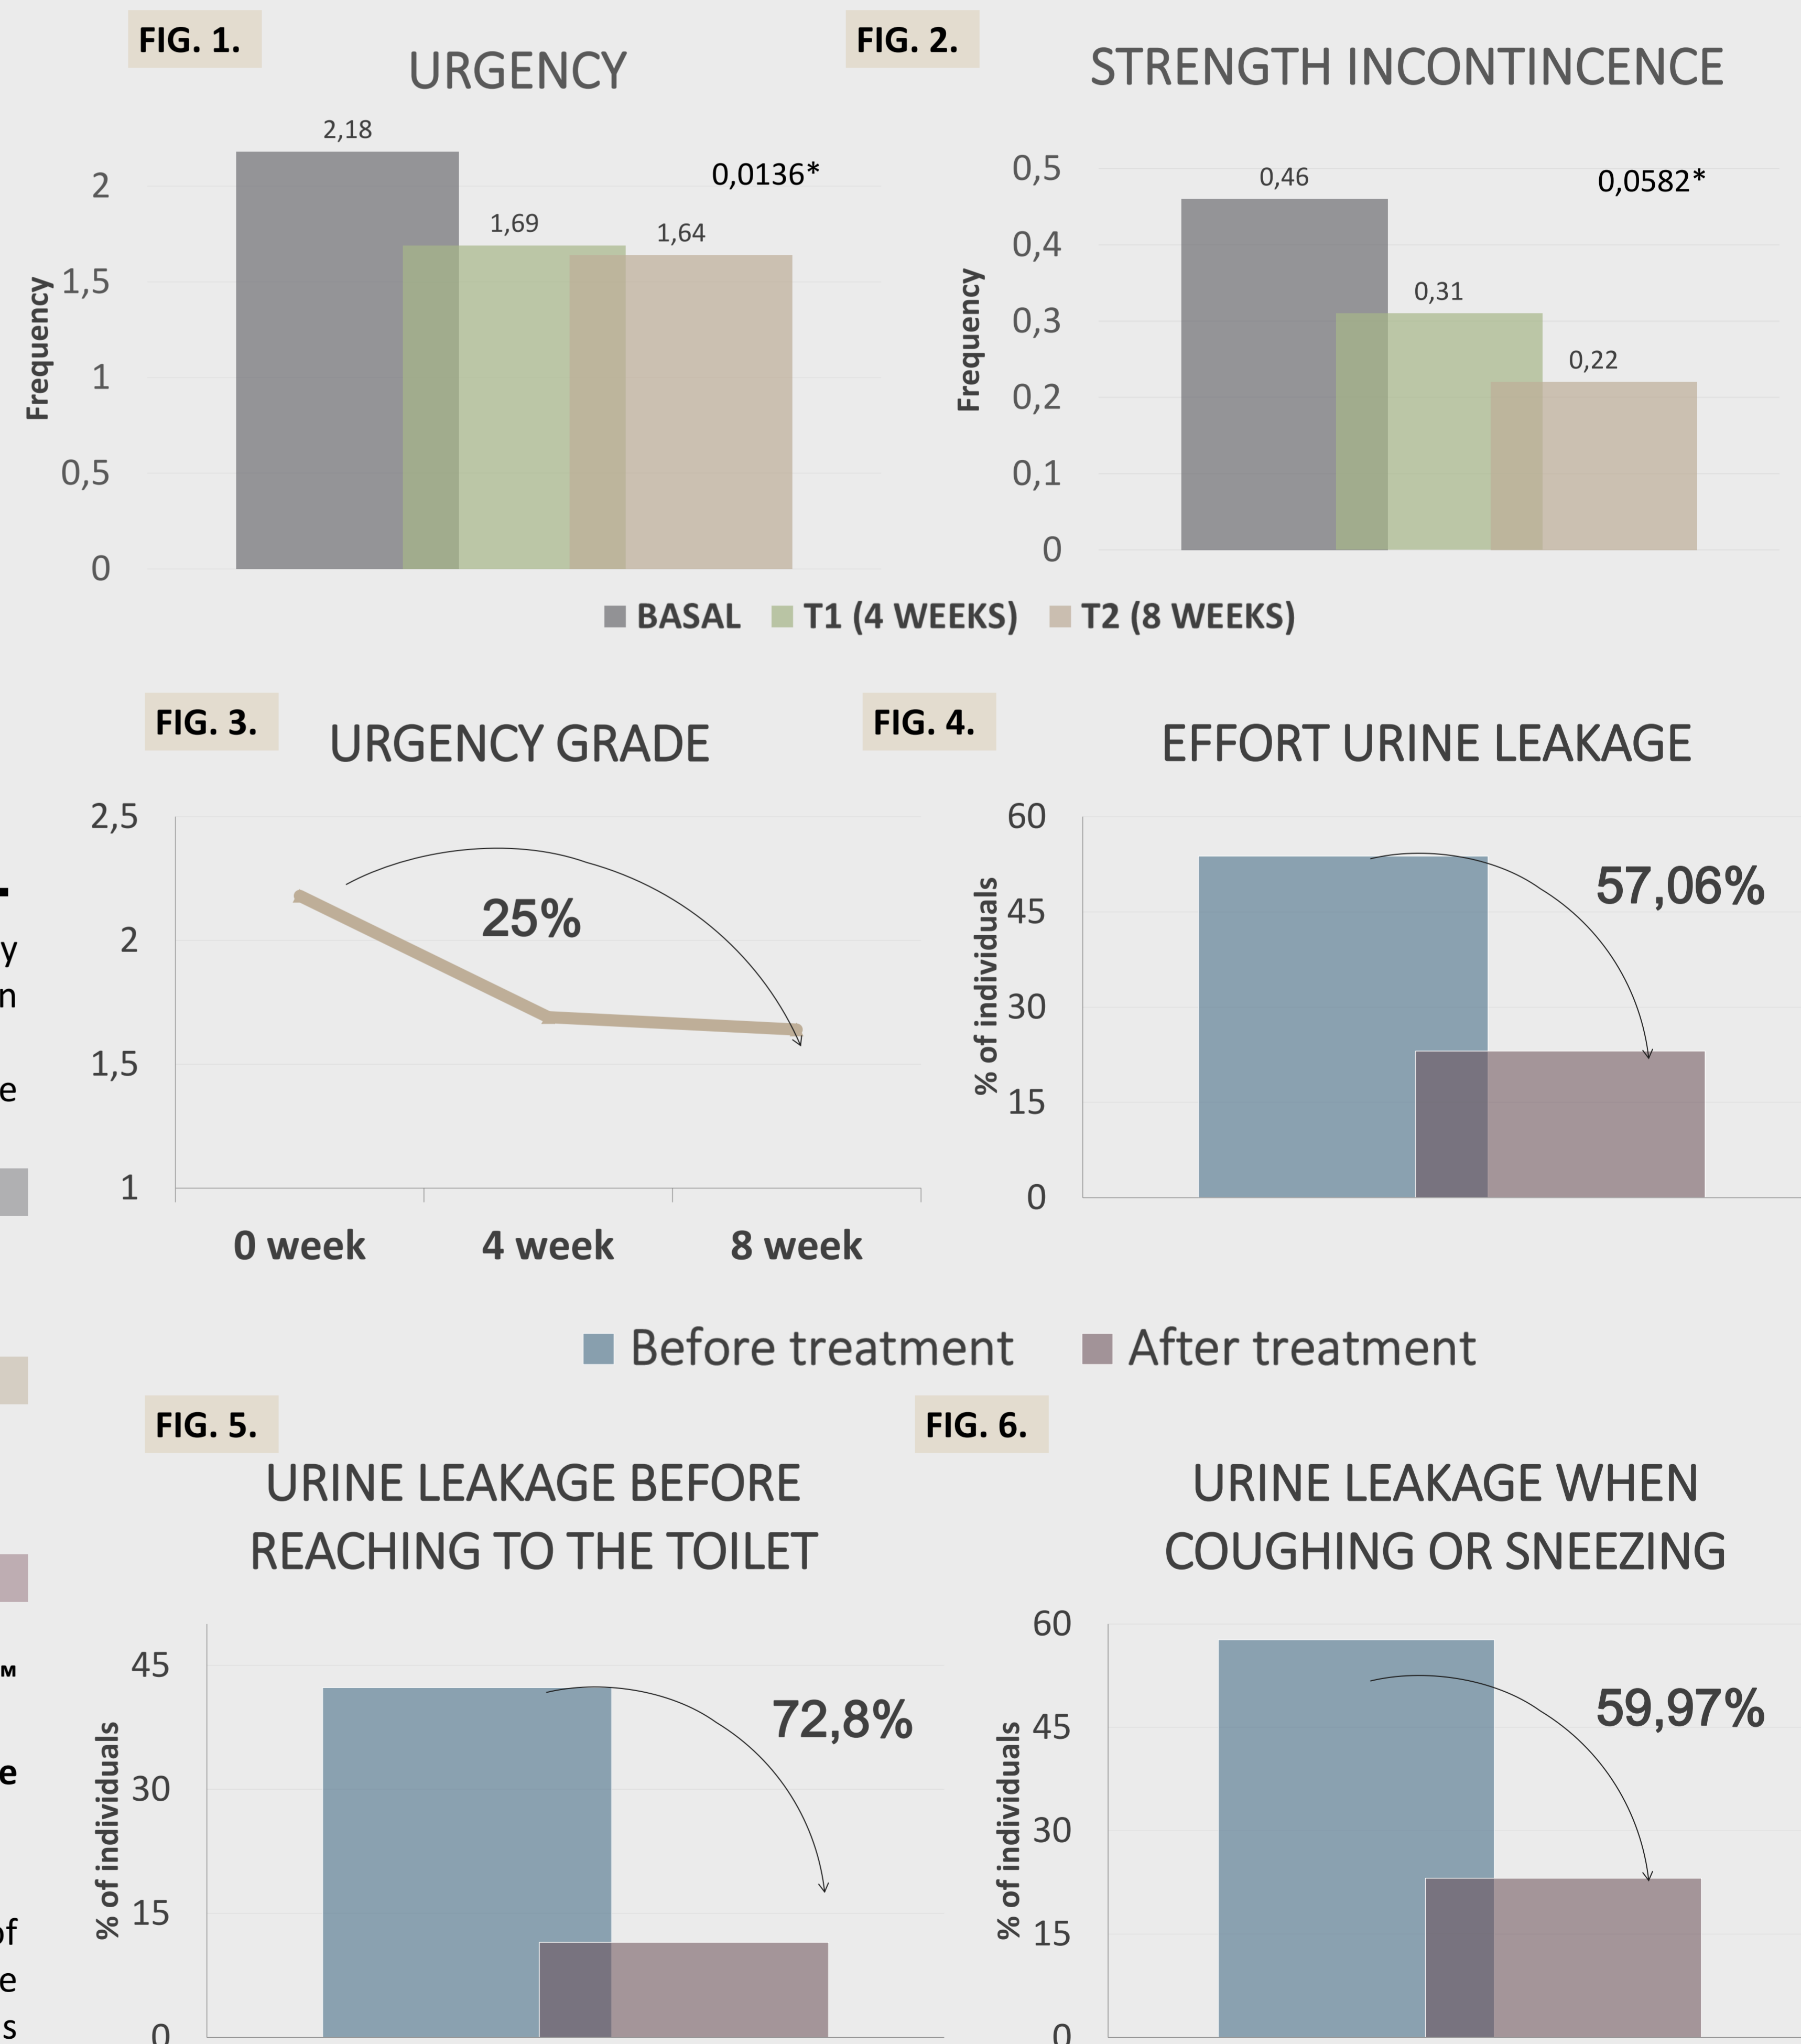 FIG. 1.
URGENCY
2,18
0,0136*
2
1,69
1,64
1,5
Frequency
1
0,5
0
FIG. 2.
STRENGTH INCONTINCENCE
0,5
0,46
0,0582*
0,4
0,31
0,3
Frequency
0,22
0,2
0,1
0
BASAL
T1 (4 WEEKS)
T2 (8 WEEKS)
FIG. 3.
URGENCY GRADE
2,5
25%
2
1,5
1
0 week
4 week
8 week
FIG. 4.
EFFORT URINE LEAKAGE
60
57,06%
45
% of individuals
30
15
0
Before treatment
After treatment
FIG. 5.
URINE LEAKAGE BEFORE
REACHING TO THE TOILET
45
72,8%
30
% of individuals
15
0
FIG. 6.
URINE LEAKAGE WHEN
COUGHING OR SNEEZING
60
59,97%
45
% of individuals
30
15
0
y
n
e
™
e
of
e
s